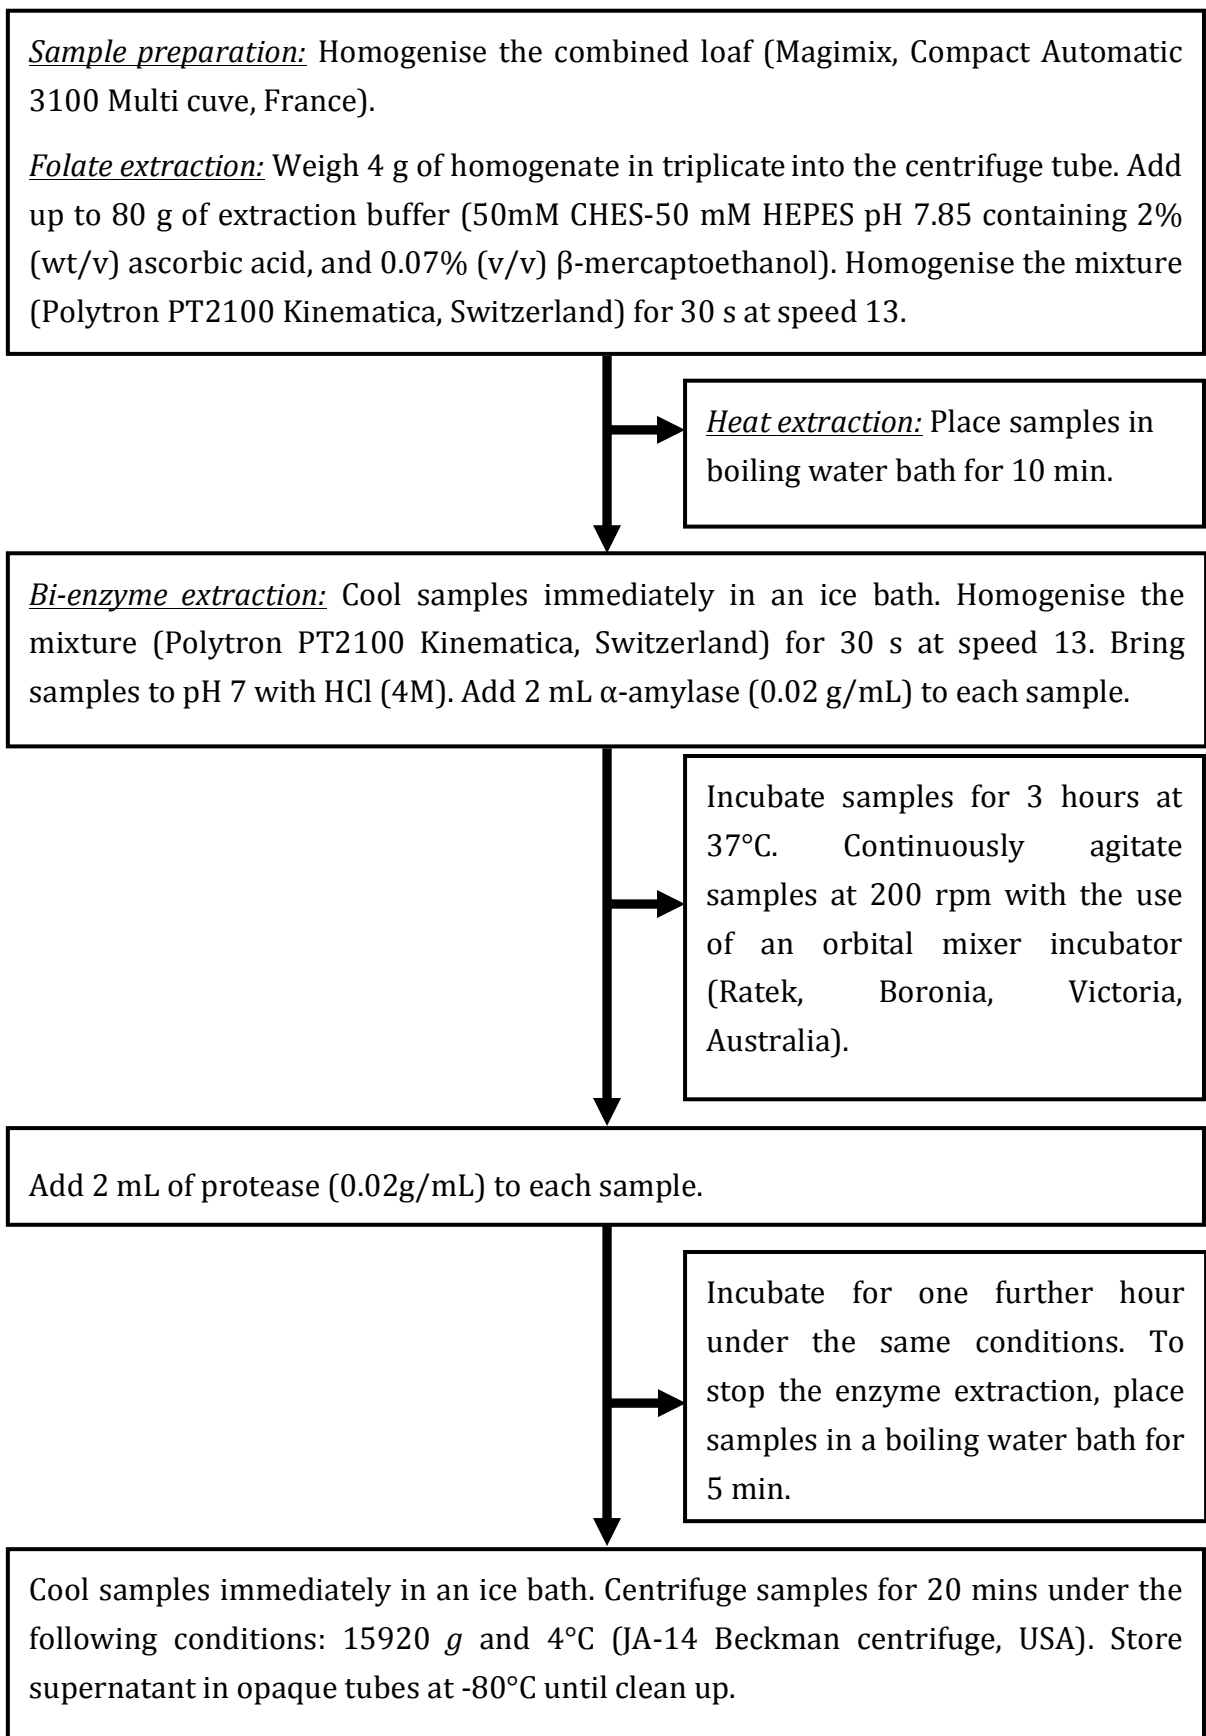 Sample preparation: Homogenise the combined loaf (Magimix, Compact Automatic
3100 Multi cuve, France).
Folate extraction: Weigh 4 g of homogenate in triplicate into the centrifuge tube. Add
up to 80 g of extraction buffer (50mM CHES-50 mM HEPES pH 7.85 containing 2%
(wt/v) ascorbic acid, and 0.07% (v/v) β-mercaptoethanol). Homogenise the mixture
(Polytron PT2100 Kinematica, Switzerland) for 30 s at speed 13.
Heat extraction: Place samples in
boiling water bath for 10 min.
Bi-enzyme extraction: Cool samples immediately in an ice bath. Homogenise the
mixture (Polytron PT2100 Kinematica, Switzerland) for 30 s at speed 13. Bring
samples to pH 7 with HCl (4M). Add 2 mL α-amylase (0.02 g/mL) to each sample.
Incubate samples for 3 hours at
37°C. Continuously agitate
samples at 200 rpm with the use
of an orbital mixer incubator
(Ratek, Boronia, Victoria,
Australia).
Add 2 mL of protease (0.02g/mL) to each sample.
Incubate for one further hour
under the same conditions. To
stop the enzyme extraction, place
samples in a boiling water bath for
5 min.
Cool samples immediately in an ice bath. Centrifuge samples for 20 mins under the
following conditions: 15920 g and 4°C (JA-14 Beckman centrifuge, USA). Store
supernatant in opaque tubes at -80°C until clean up.